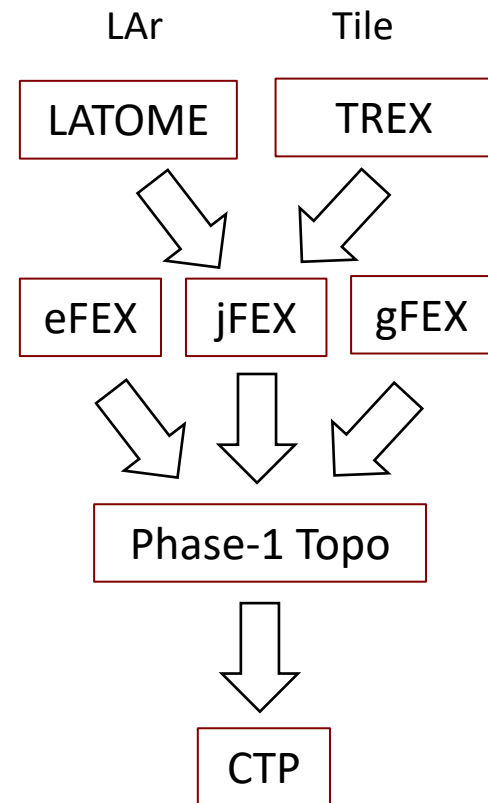 LAr Tile
LATOME TREX
eFEX jFEX gFEX
Phase-1 Topo
CTP